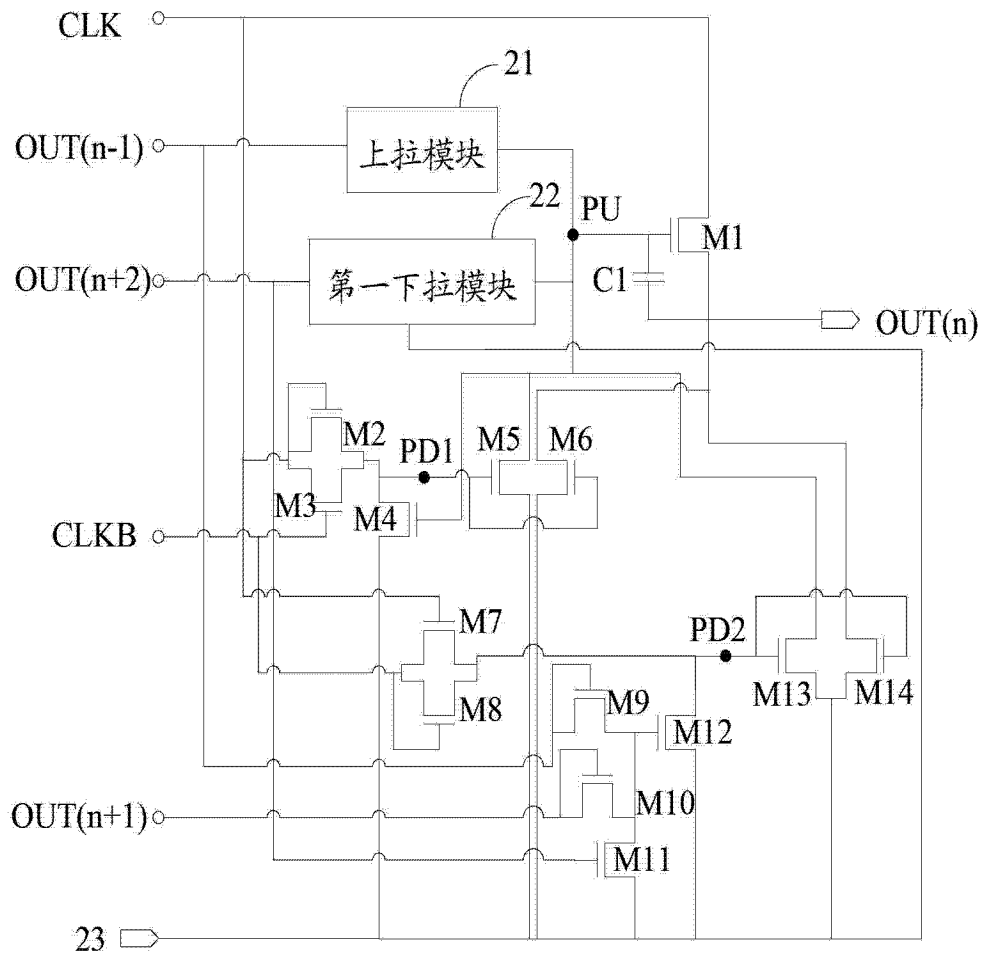 CLK
21
OUT(n-1)
上拉模块
22
PU
M1
OUT(n+2)
第一下拉模块
C1
OUT(n)
M2
PD1
M5
M6
M3
M4
CLKB
M7
PD2
M8
M9
M13
M14
M12
M10
OUT(n+1)
M11
23